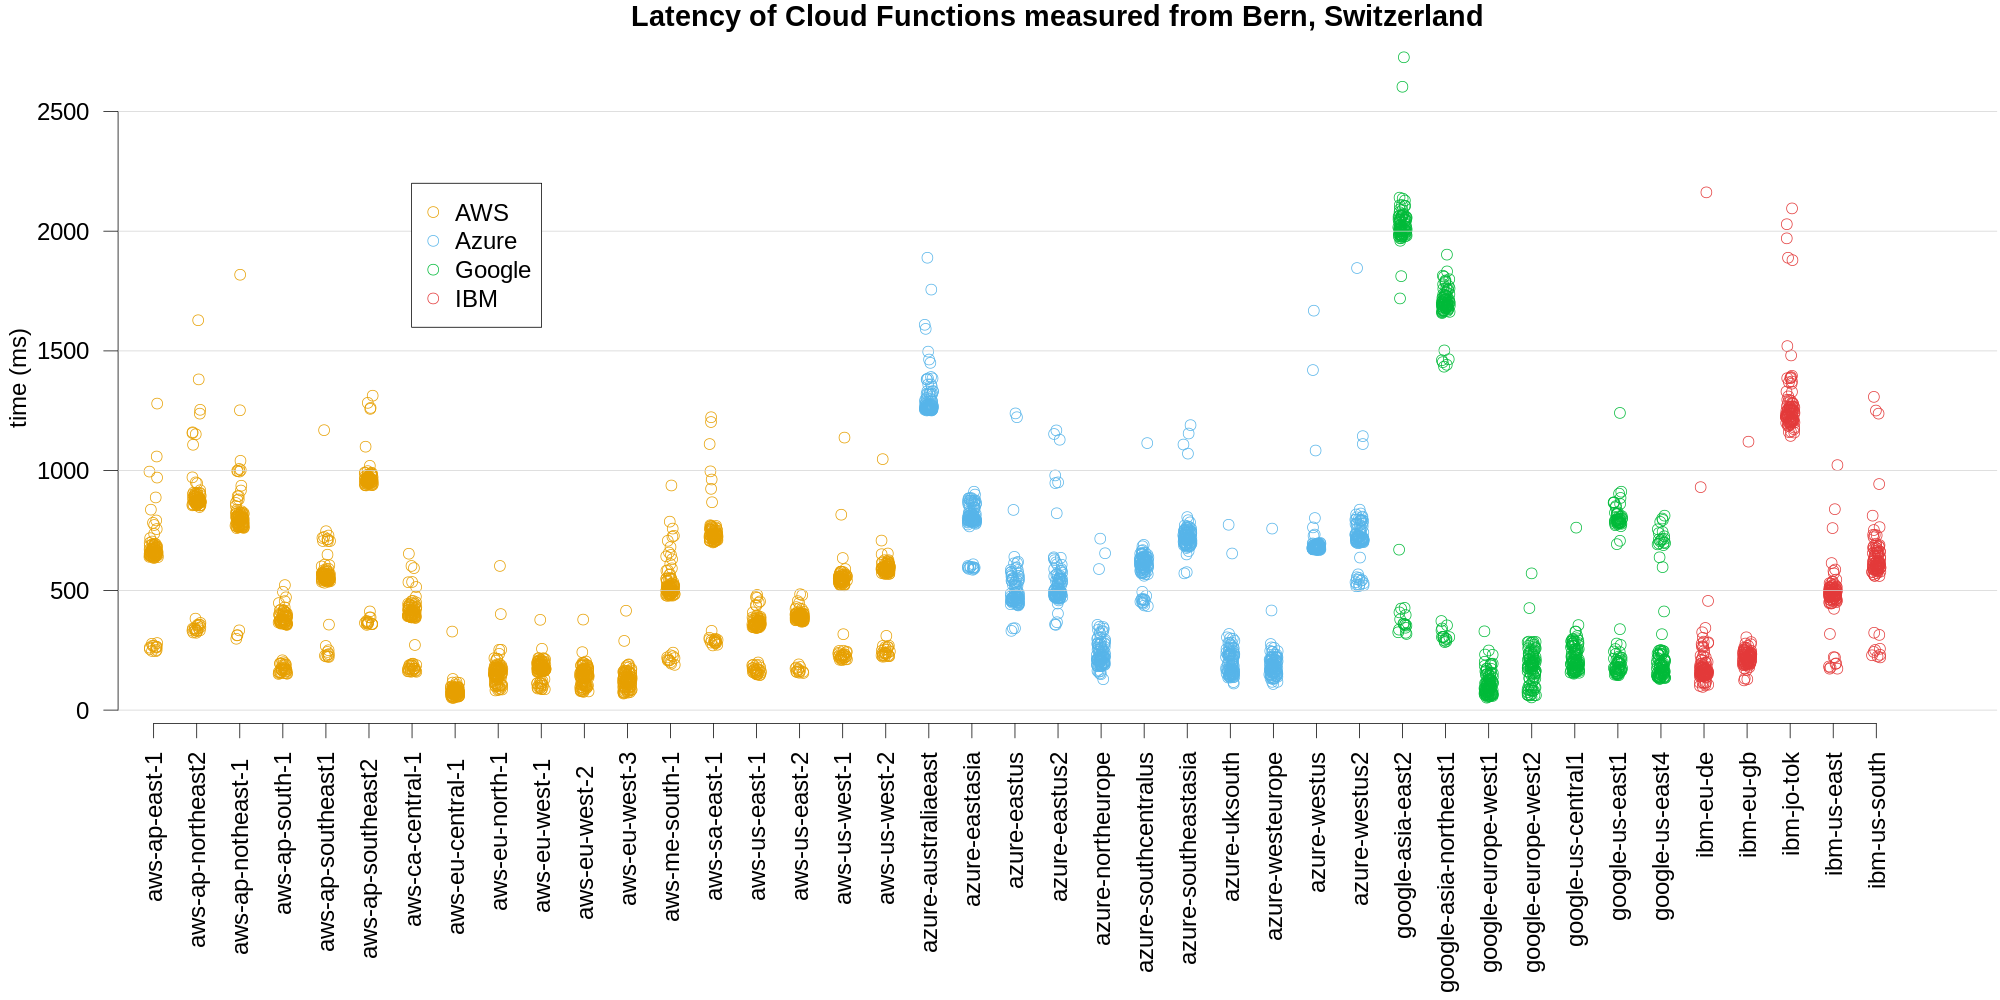 Latency of Cloud Functions measured from Bern, Switzerland
time (ms)
2500
2000
1500
1000
500
0
AWS
Azure
Google
IBM
aws-ap-east-1
aws-ap-northeast2
aws-ap-notheast-1
aws-ap-south-1
aws-ap-southeast1
aws-ap-southeast2
aws-ca-central-1
aws-eu-central-1
aws-eu-north-1
aws-eu-west-1
aws-eu-west-2
aws-eu-west-3
aws-me-south-1
aws-sa-east-1
aws-us-east-1
aws-us-east-2
aws-us-west-1
aws-us-west-2
azure-australiaeast
azure-eastasia
azure-eastus
azure-eastus2
azure-northeurope
azure-southcentralus
azure-southeastasia
azure-uksouth
azure-westeurope
azure-westus
azure-westus2
google-asia-east2
google-asia-northeast1
google-europe-west1
google-europe-west2
google-us-central1
google-us-east1
google-us-east4
ibm-eu-de
ibm-eu-gb
ibm-jo-tok
ibm-us-east
ibm-us-south